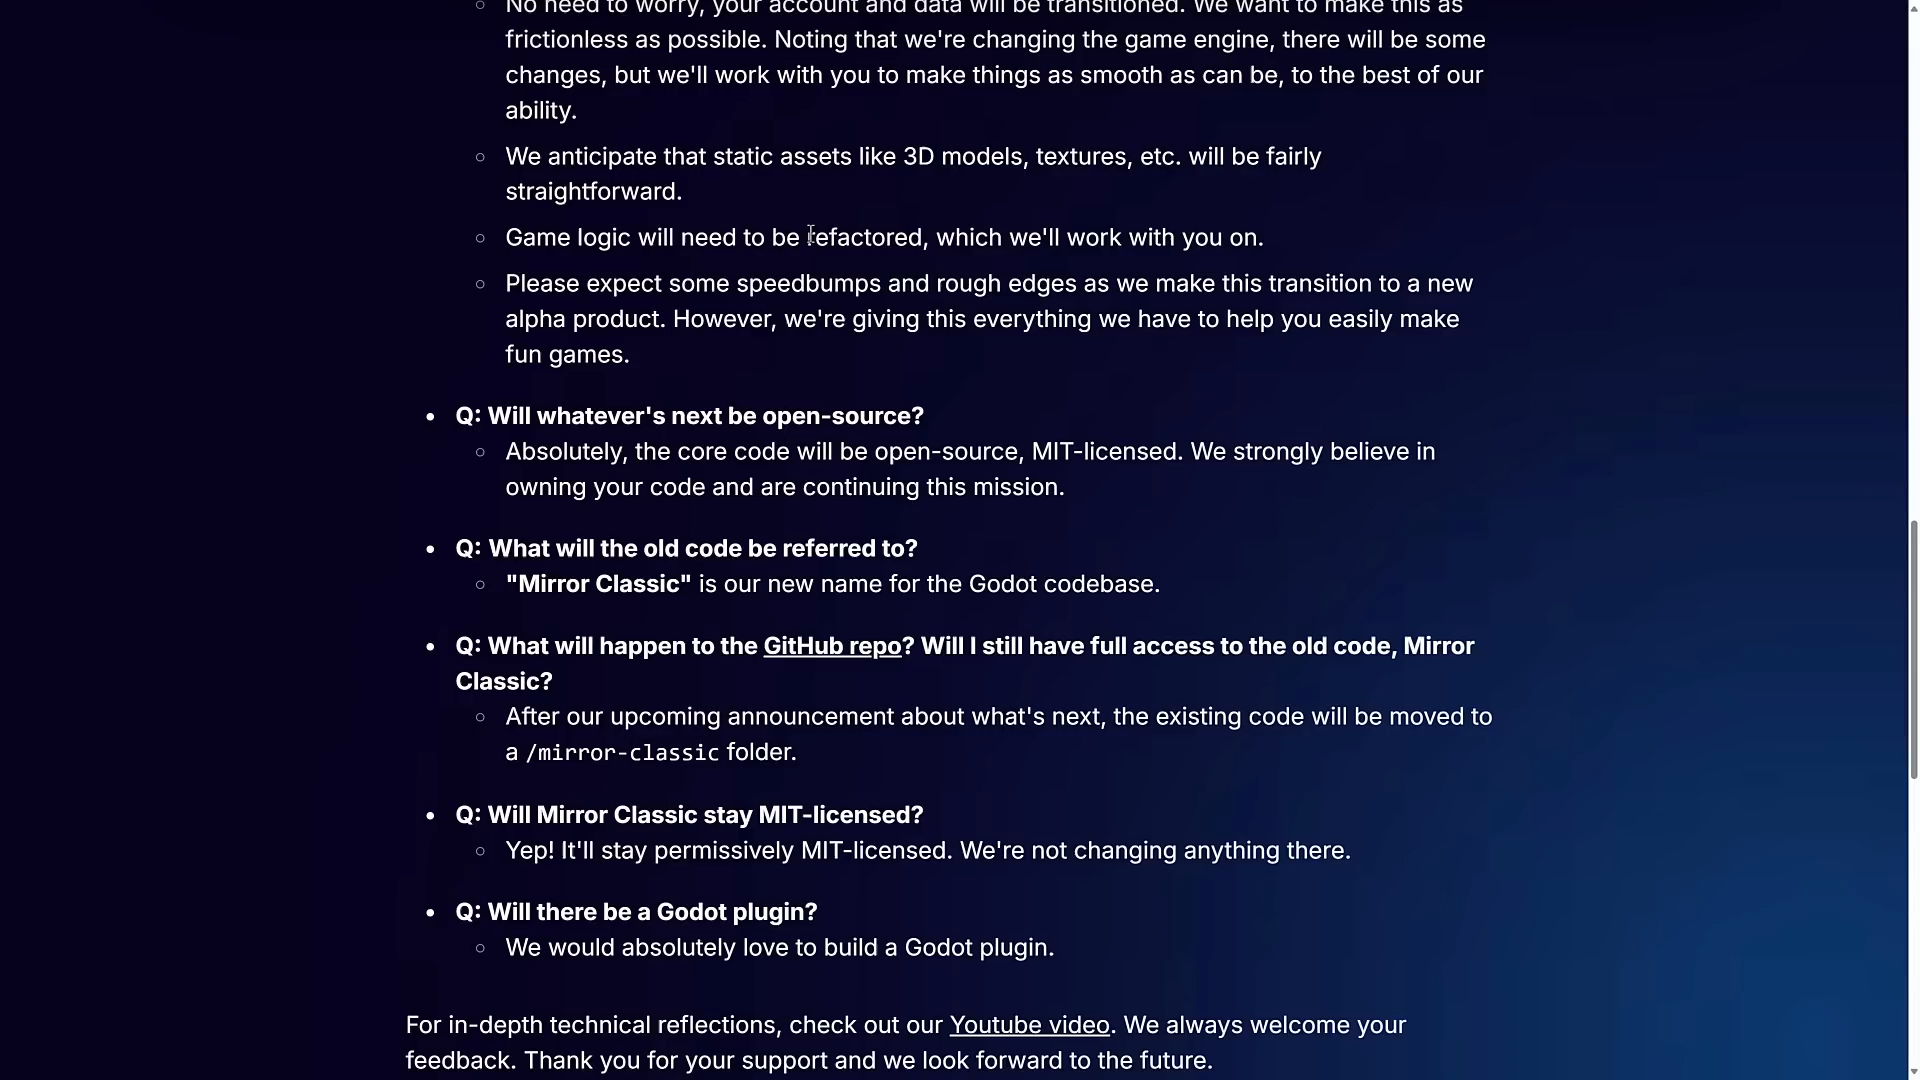 No need to worry, your account and data will be transitioned. We want to make this as
frictionless as possible. Noting that we're changing the game engine, there will be some
changes, but we'll work with you to make things as smooth as can be, to the best of our
ability.
We anticipate that static assets like 3D models, textures, etc. will be fairly
straightforward.
Game logic will need to be refactored, which we'll work with you on.
Please expect some speedbumps and rough edges as we make this transition to a new
alpha product. However, we're giving this everything we have to help you easily make
fun games.
Q: Will whatever's next be open-source?
Absolutely, the core code will be open-source, MIT-licensed. We strongly believe in
owning your code and are continuing this mission.
Q: What will the old code be referred to?
"Mirror Classic" is our new name for the Godot codebase.
Q: What will happen to the GitHub repo? Will I still have full access to the old code, Mirror
Classic?
After our upcoming announcement about what's next, the existing code will be moved to
a /mirror-classic folder.
Q: Will Mirror Classic stay MIT-licensed?
Yep! It'll stay permissively MIT-licensed. We're not changing anything there.
Q: Will there be a Godot plugin?
We would absolutely love to build a Godot plugin.
For in-depth technical reflections, check out our Youtube video. We always welcome your
feedback. Thank you for your support and we look forward to the future.